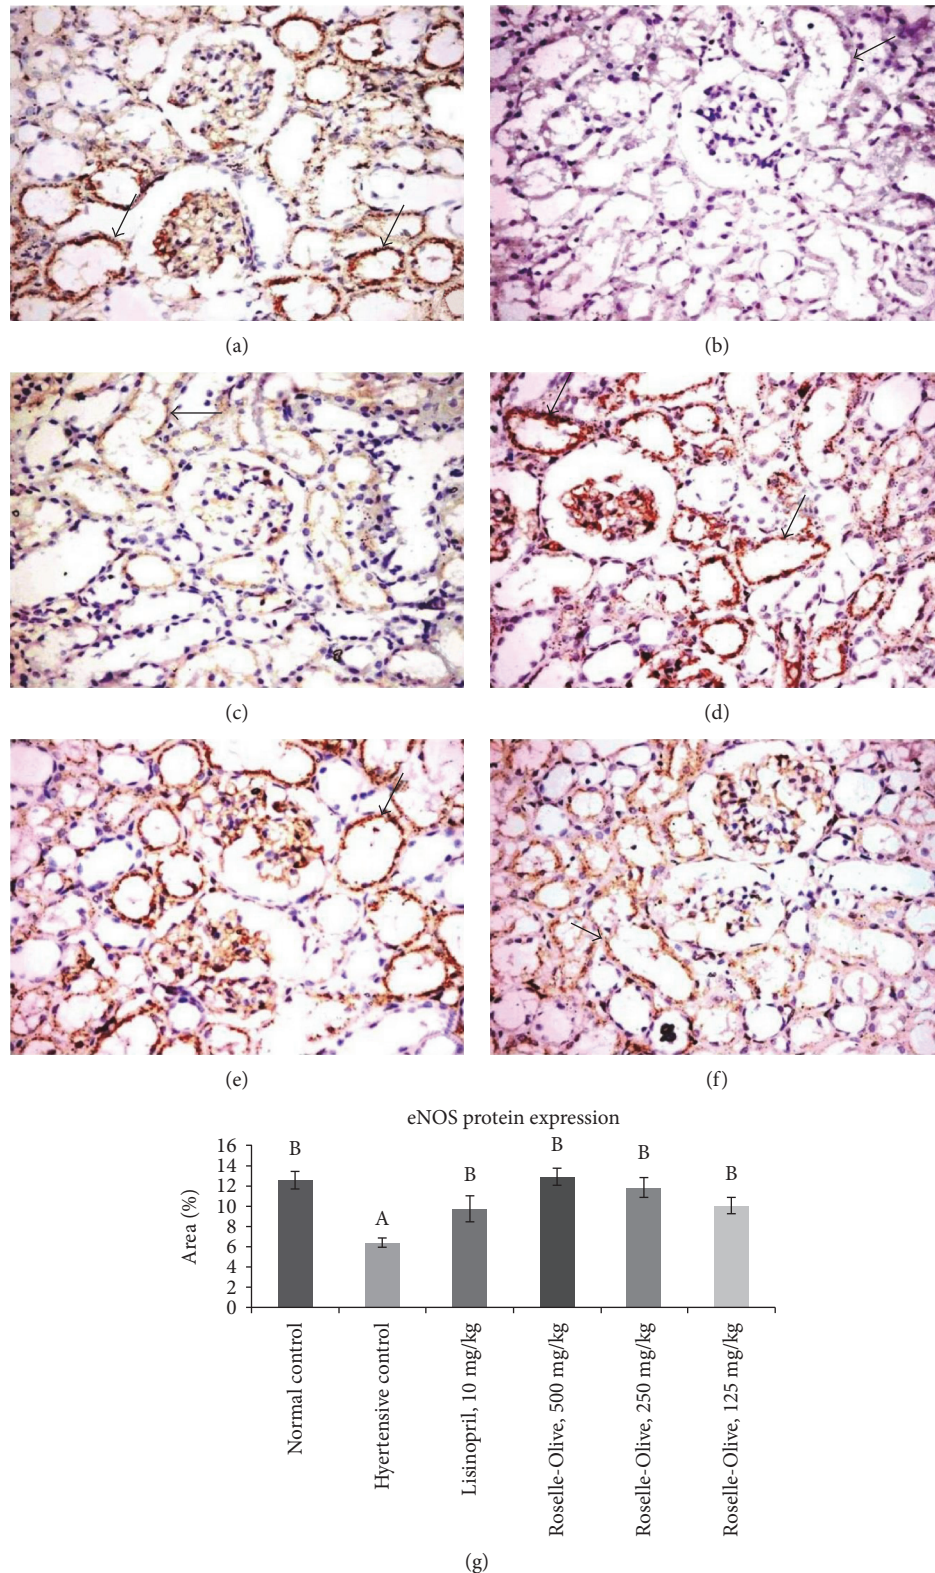 (a)
(b)
(c)
(d)
(e)
(f)
eNOS protein expression
16
14
12
10
8
6
4
2
0
Area (%)
B
A
B
B
B
B
Normal control
Hyertensive control
Lisinopril, 10 mg/kg
Roselle-Olive, 500 mg/kg
Roselle-Olive, 250 mg/kg
Roselle-Olive, 125 mg/kg
(g)